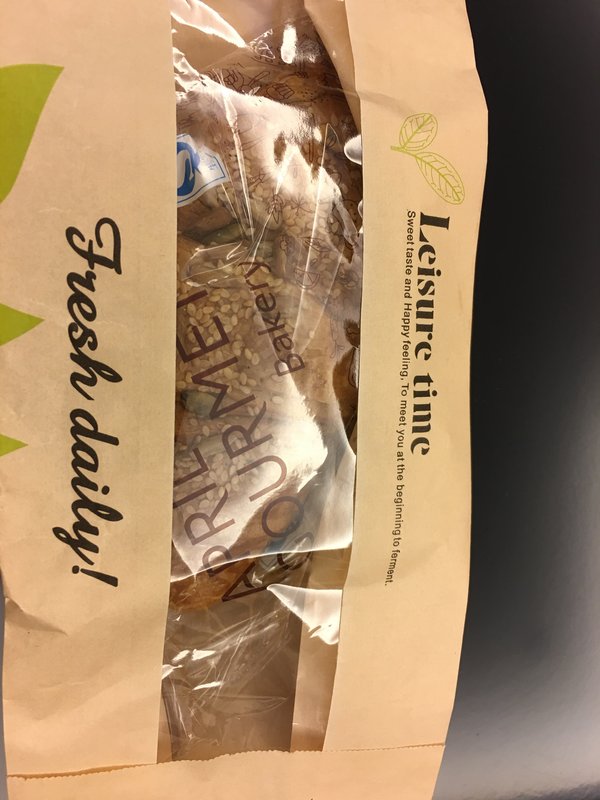 Leisure time
Sweet taste and Happy feeling, To meet you at the beginning to ferment.
Bakery
Fresh daily!